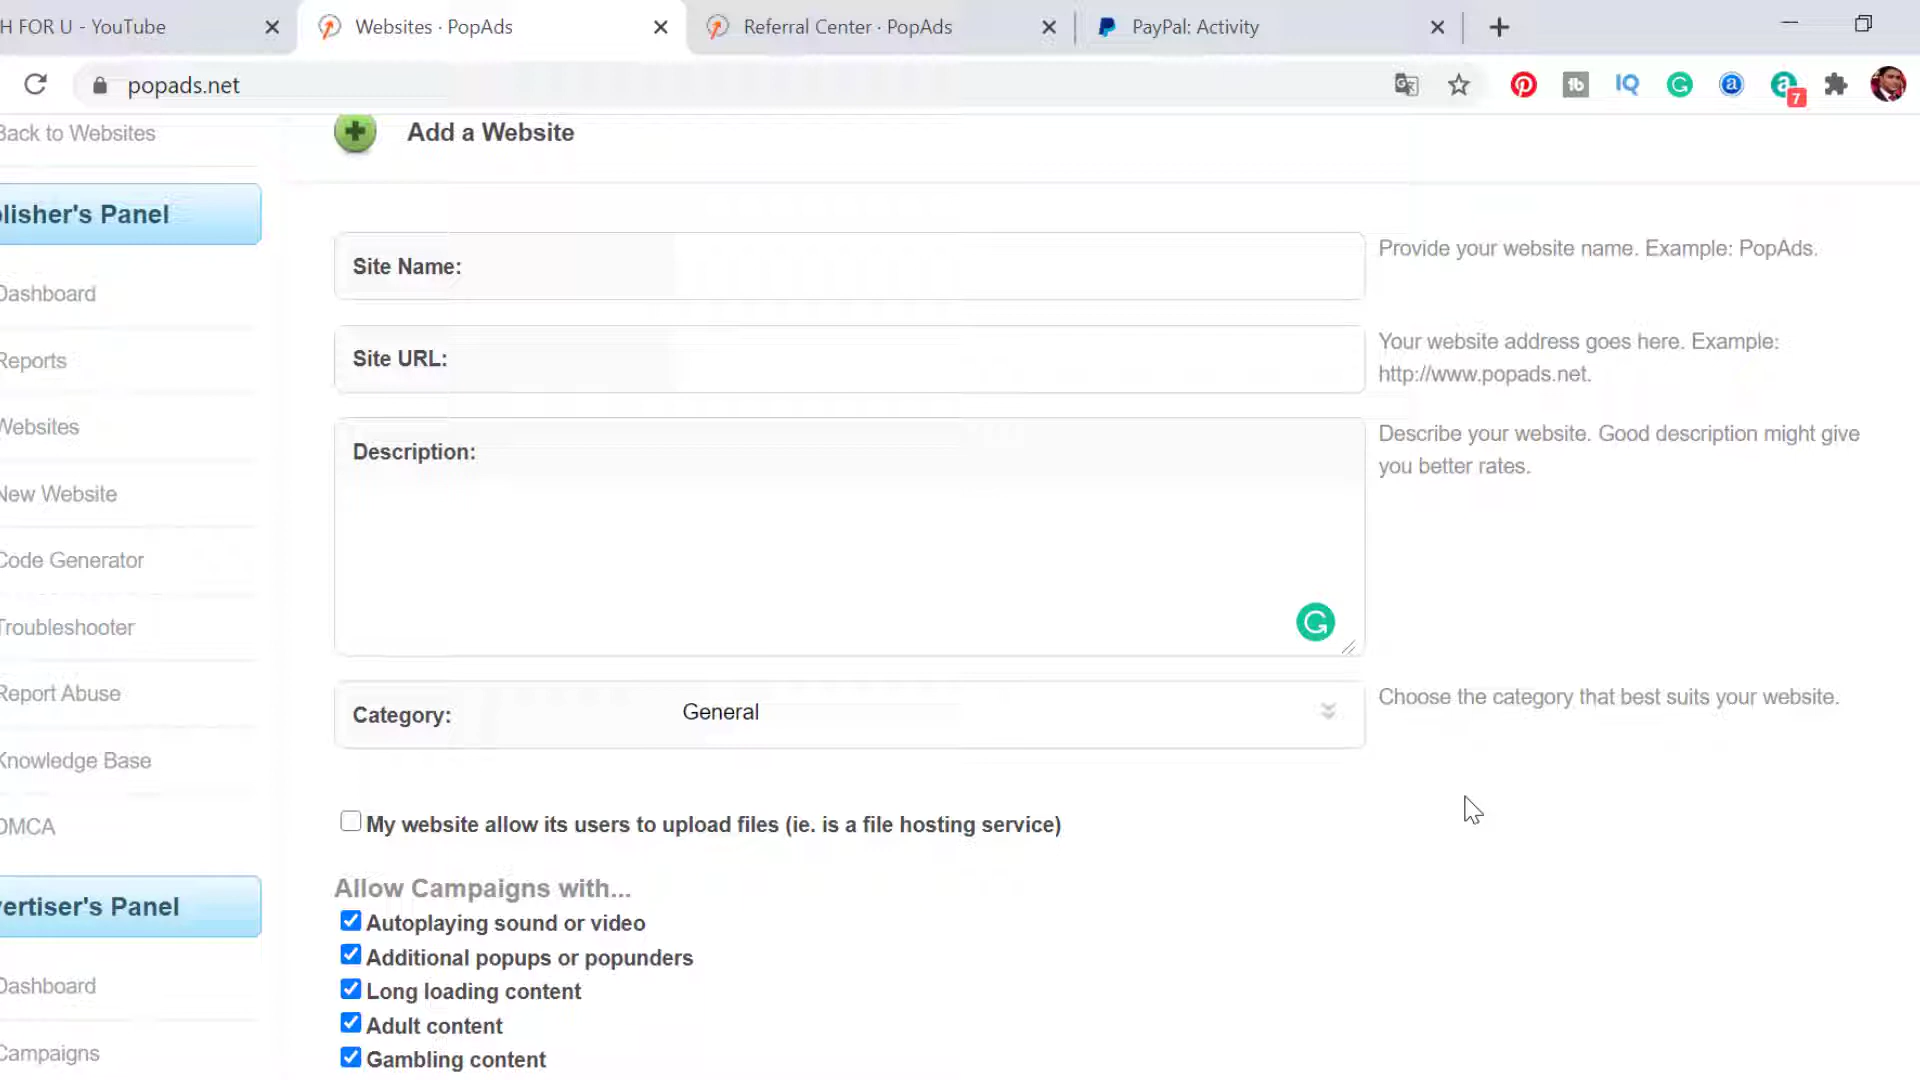 H FOR U - YouTube
Websites · PopAds
Referral Center · PopAds
PayPal: Activity
popads.net
tb
IQ
7
Back to Websites
Add a Website
blisher's Panel
Dashboard
Reports
Websites
New Website
Code Generator
Troubleshooter
Report Abuse
Knowledge Base
DMCA
vertiser's Panel
Dashboard
Campaigns
Site Name:
Provide your website name. Example: PopAds.
Site URL:
Your website address goes here. Example:
http://www.popads.net.
Description:
Describe your website. Good description might give
you better rates.
Category:
General
Choose the category that best suits your website.
My website allow its users to upload files (ie. is a file hosting service)
Allow Campaigns with...
Autoplaying sound or video
Additional popups or popunders
Long loading content
Adult content
Gambling content